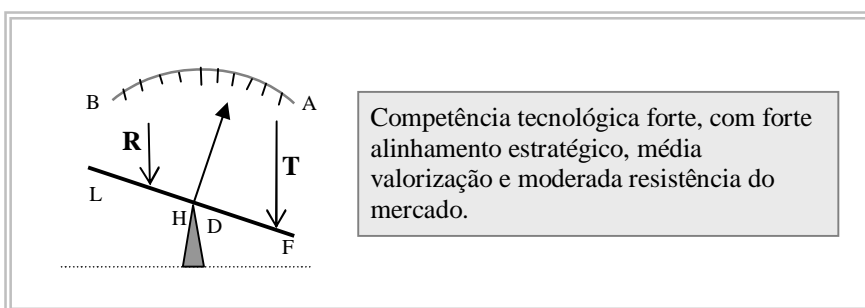 B
A
R
T
L
H
D
F
Competência tecnológica forte, com forte
alinhamento estratégico, média
valorização e moderada resistência do
mercado.